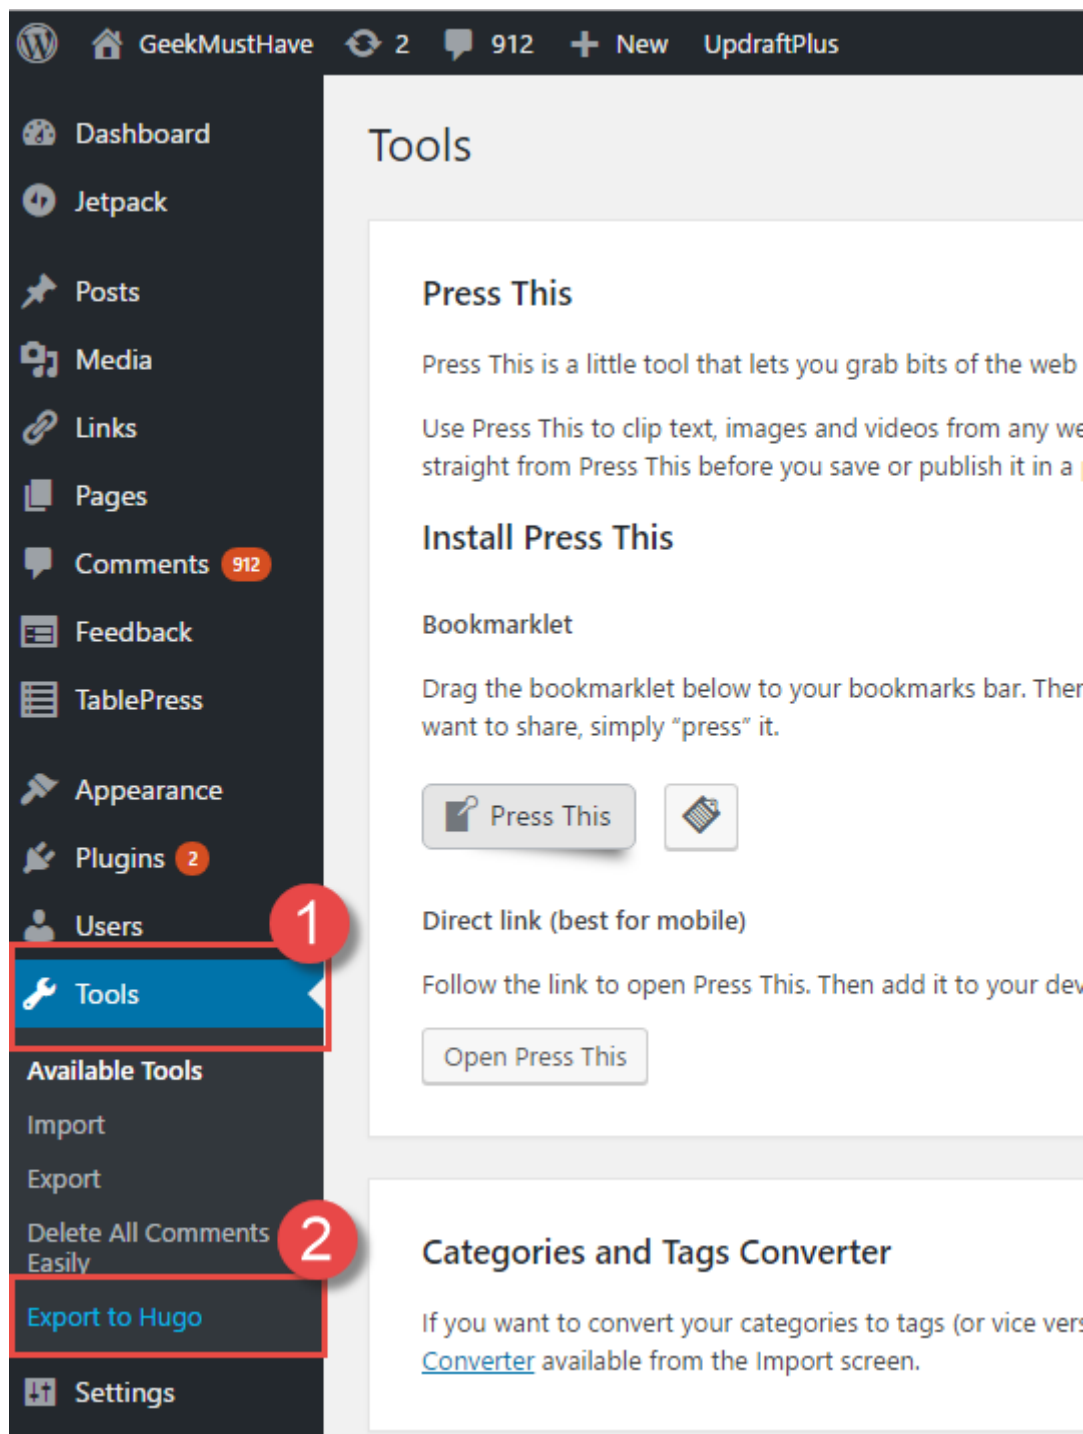 GeekMustHave 2 912 New UpdraftPlus
Dashboard
Jetpack
Posts
Media
Links
Pages
Comments 912
Feedback
TablePress
Appearance
Plugins 2
Users
1
Tools
Available Tools
Import
Export
Delete All Comments
Easily
2
Export to Hugo
Settings
Tools
Press This
Press This is a little tool that lets you grab bits of the web
Use Press This to clip text, images and videos from any we
straight from Press This before you save or publish it in a
Install Press This
Bookmarklet
Drag the bookmarklet below to your bookmarks bar. Then
want to share, simply “press” it.
Press This
Direct link (best for mobile)
Follow the link to open Press This. Then add it to your dev
Open Press This
Categories and Tags Converter
If you want to convert your categories to tags (or vice vers
Converter available from the Import screen.